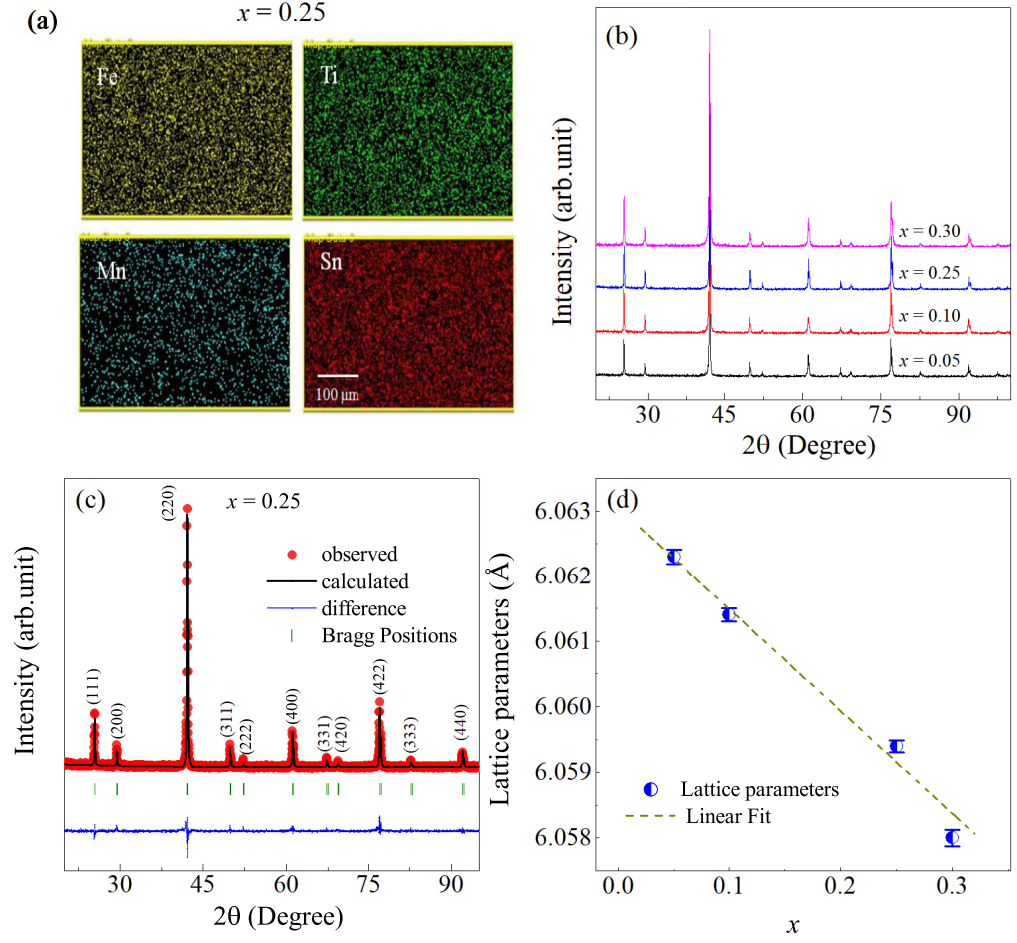 (a)
x = 0.25
Fe
Ti
Mn
Sn
100 μm
(b)
Intensity (arb.unit)
x = 0.30
x = 0.25
x = 0.10
x = 0.05
30 45 60 75 90
2θ (Degree)
(c)
x = 0.25
Intensity (arb.unit)
observed
calculated
difference
Bragg Positions
(111)
(200)
(220)
(311)
(222)
(400)
(331)
(420)
(422)
(333)
(440)
30 45 60 75 90
2θ (Degree)
(d)
Lattice parameters (Å)
6.063
6.062
6.061
6.060
6.059
6.058
Lattice parameters
Linear Fit
0.0 0.1 0.2 0.3
x